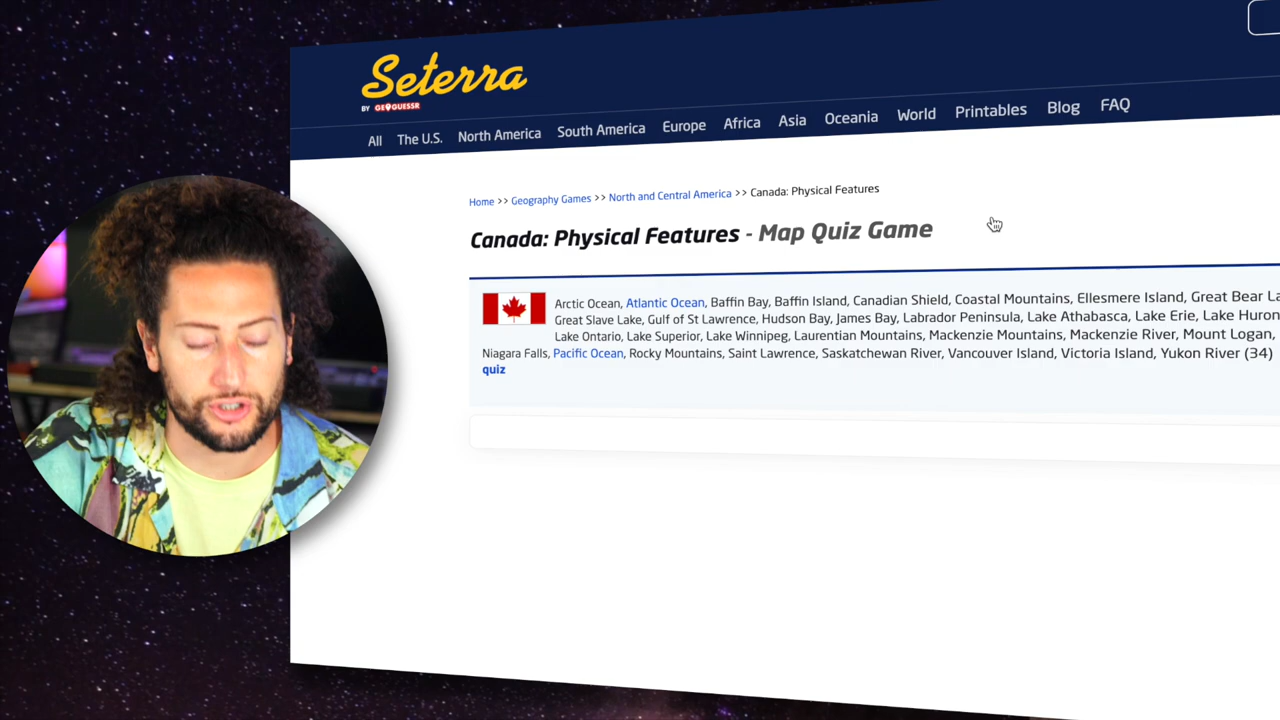 Seterra
BY GEOGUESSR
All The U.S. North America South America Europe Africa Asia Oceania World Printables Blog FAQ
Home >> Geography Games >> North and Central America >> Canada: Physical Features
Canada: Physical Features - Map Quiz Game
Arctic Ocean, Atlantic Ocean, Baffin Bay, Baffin Island, Canadian Shield, Coastal Mountains, Ellesmere Island, Great Bear
Great Slave Lake, Gulf of St Lawrence, Hudson Bay, James Bay, Labrador Peninsula, Lake Athabasca, Lake Erie, Lake Huron
Lake Ontario, Lake Superior, Lake Winnipeg, Laurentian Mountains, Mackenzie Mountains, Mackenzie River, Mount Logan,
Niagara Falls, Pacific Ocean, Rocky Mountains, Saint Lawrence, Saskatchewan River, Vancouver Island, Victoria Island, Yukon River (34)
quiz